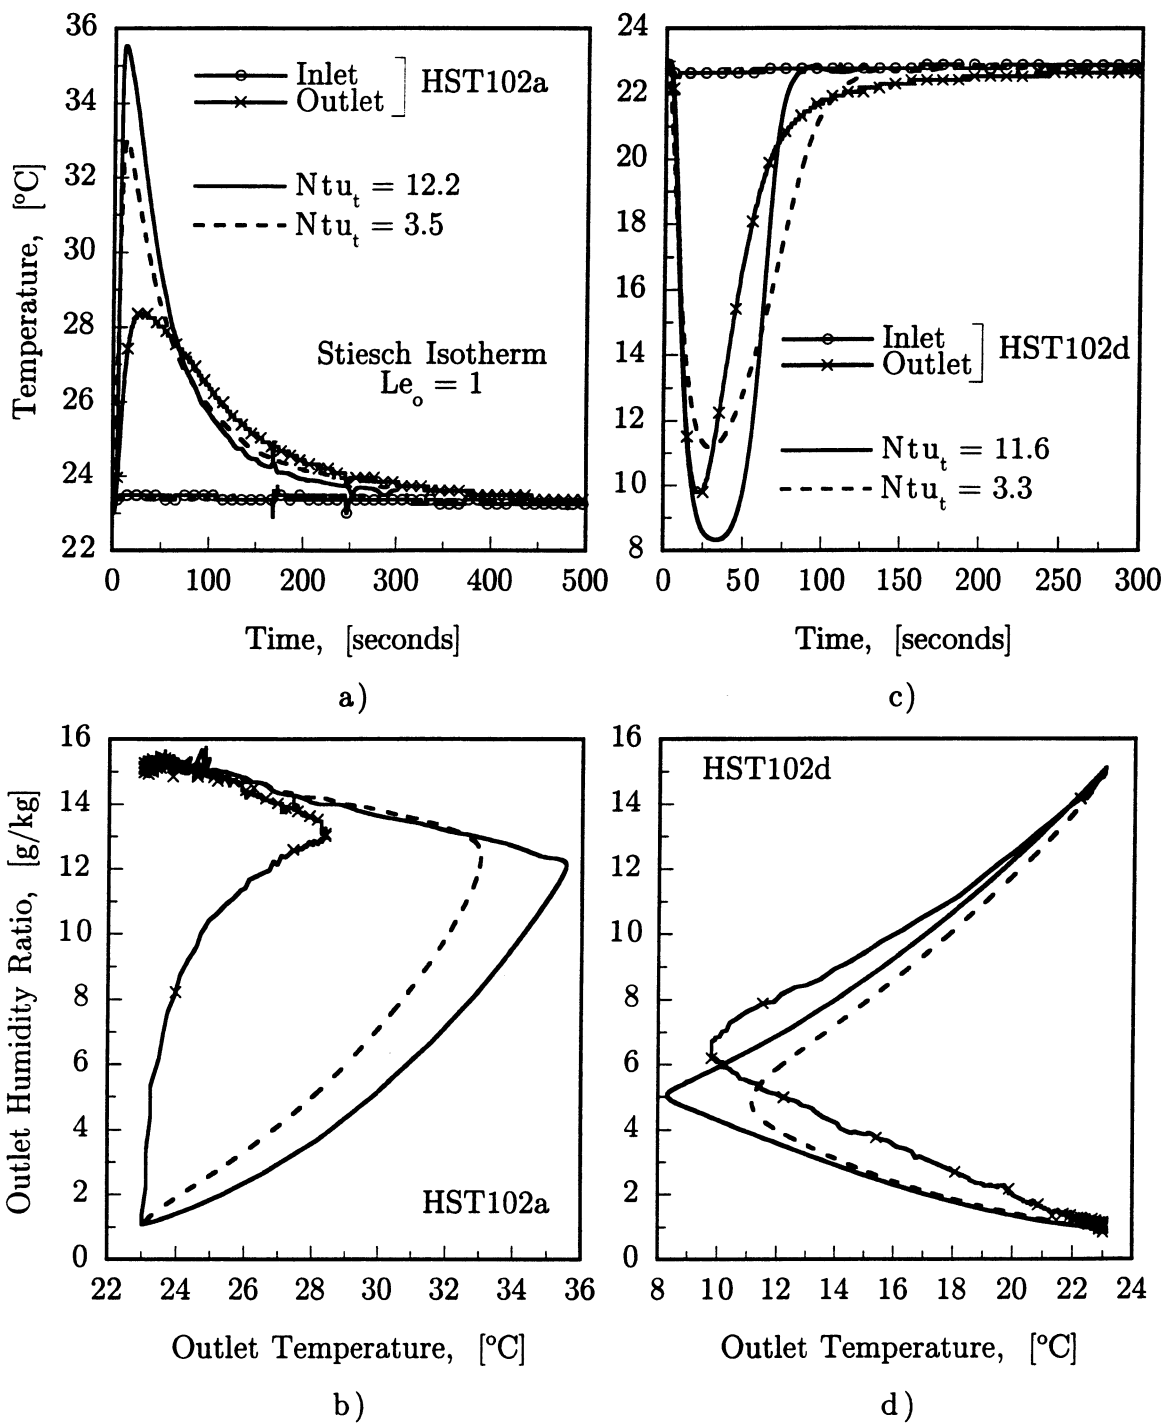 36
34
32
30
28
26
24
22
Temperature, [°C]
Inlet
Outlet
HST102a
Ntu_t = 12.2
Ntu_t = 3.5
Stiesch Isotherm
Le_o = 1
0 100 200 300 400 500
Time, [seconds]
a)
24
22
20
18
16
14
12
10
8
Inlet
Outlet
HST102d
Ntu_t = 11.6
Ntu_t = 3.3
0 50 100 150 200 250 300
Time, [seconds]
c)
16
14
12
10
8
6
4
2
0
Outlet Humidity Ratio, [g/kg]
HST102a
22 24 26 28 30 32 34 36
Outlet Temperature, [°C]
b)
16
14
12
10
8
6
4
2
0
HST102d
8 10 12 14 16 18 20 22 24
Outlet Temperature, [°C]
d)